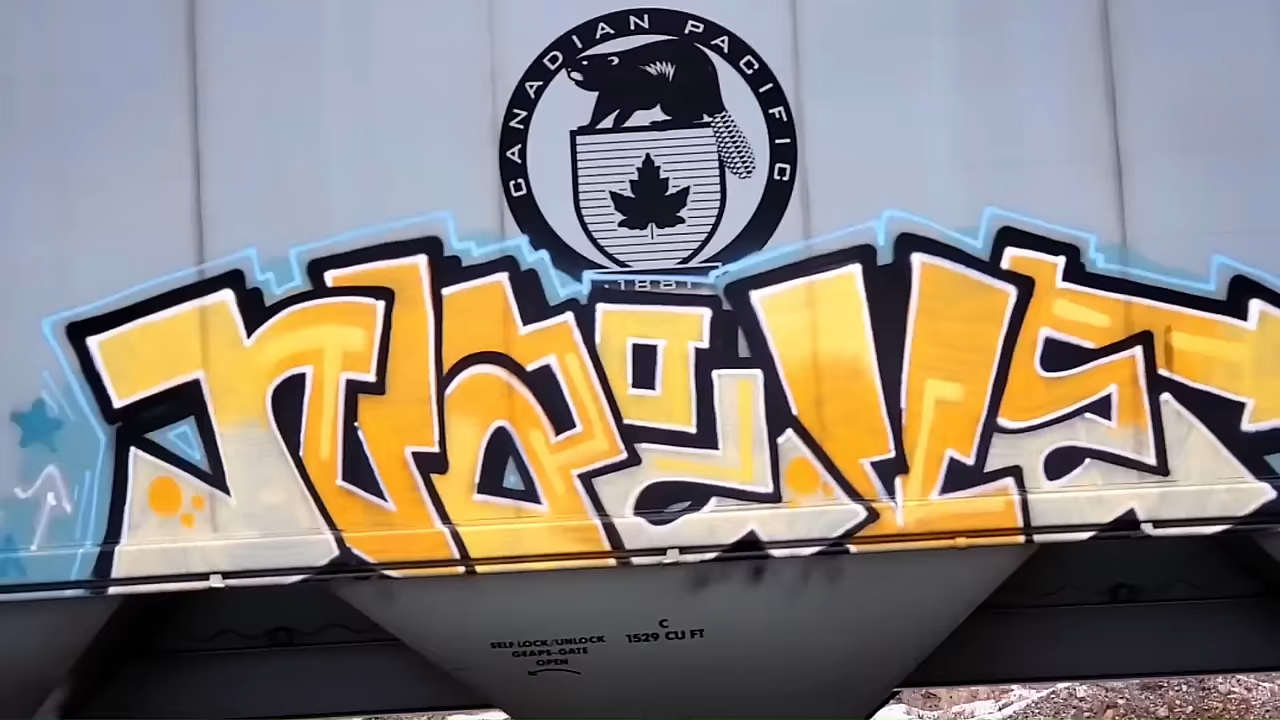 CANADIAN PACIFIC
1881
C
1529 CU FT
SELF LOCK/UNLOCK
GEAPS-GATE
OPEN